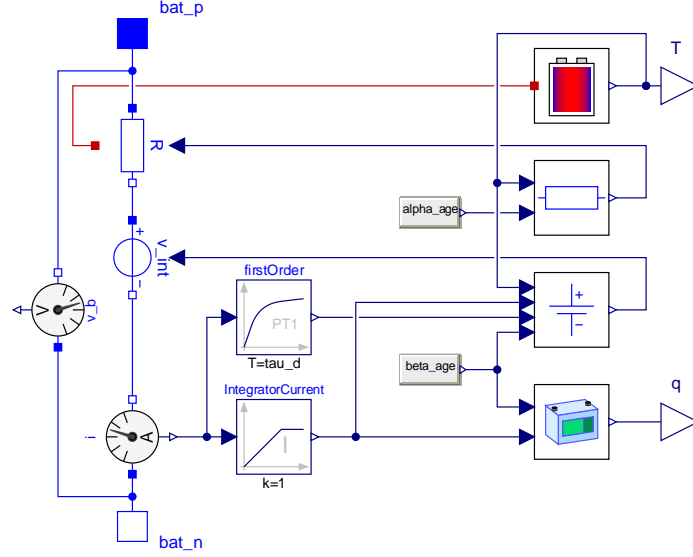 bat_p
T
R
alpha_age
+
v_int
−
firstOrder
+
PT1
−
v_b
V
T=tau_d
beta_age
q
IntegratorCurrent
i
A
I
k=1
bat_n